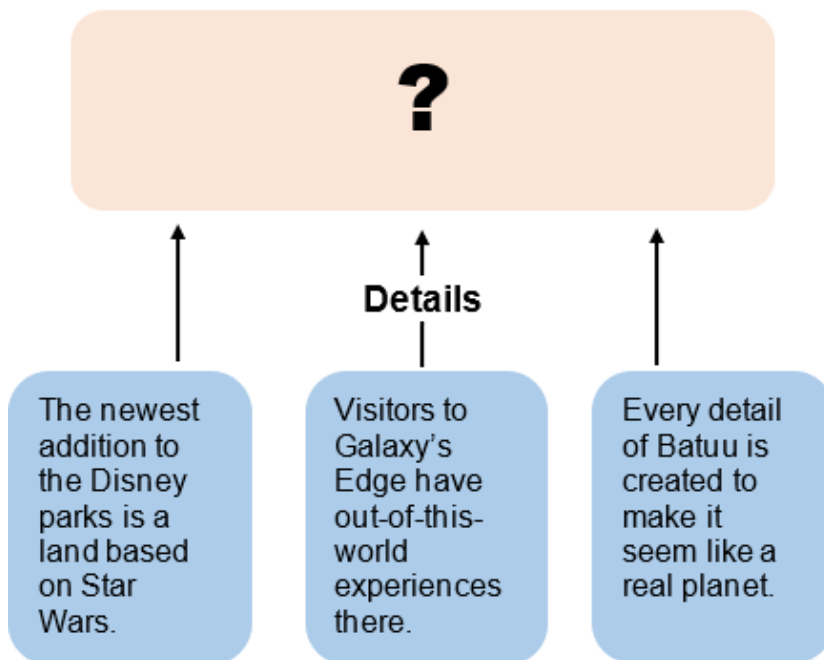 ?
Details
The newest
addition to
the Disney
parks is a
land based
on Star
Wars.
Visitors to
Galaxy’s
Edge have
out-of-this-
world
experiences
there.
Every detail
of Batuu is
created to
make it
seem like a
real planet.